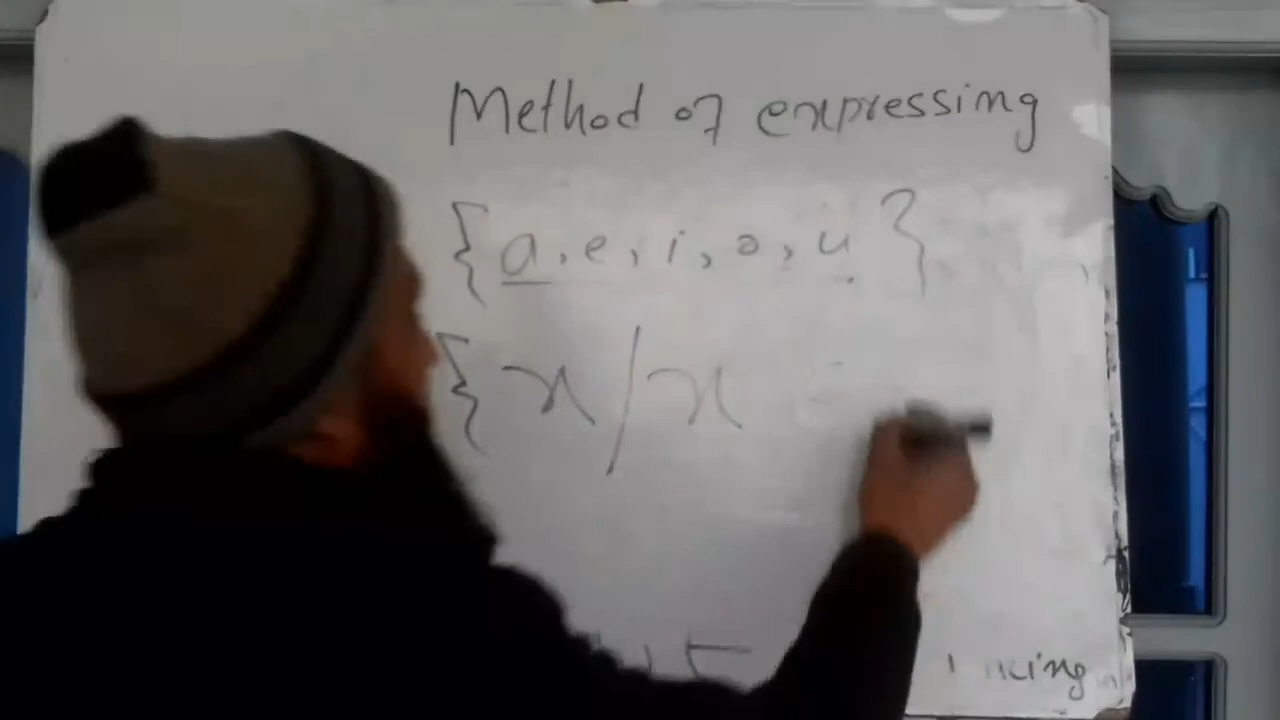 Method of expressing
{a, e, i, o, u}
{x/x